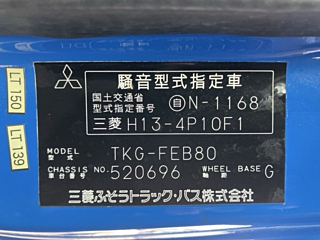 騒音型式指定車
国土交通省
型式指定番号 自N-1168
三菱 H13-4P10F1
MODEL
型式 TKG-FEB80
CHASSIS NO.
車台番号 520696 WHEEL BASE
軸距 G
三菱ふそうトラック・バス株式会社
LT 150
LT 139